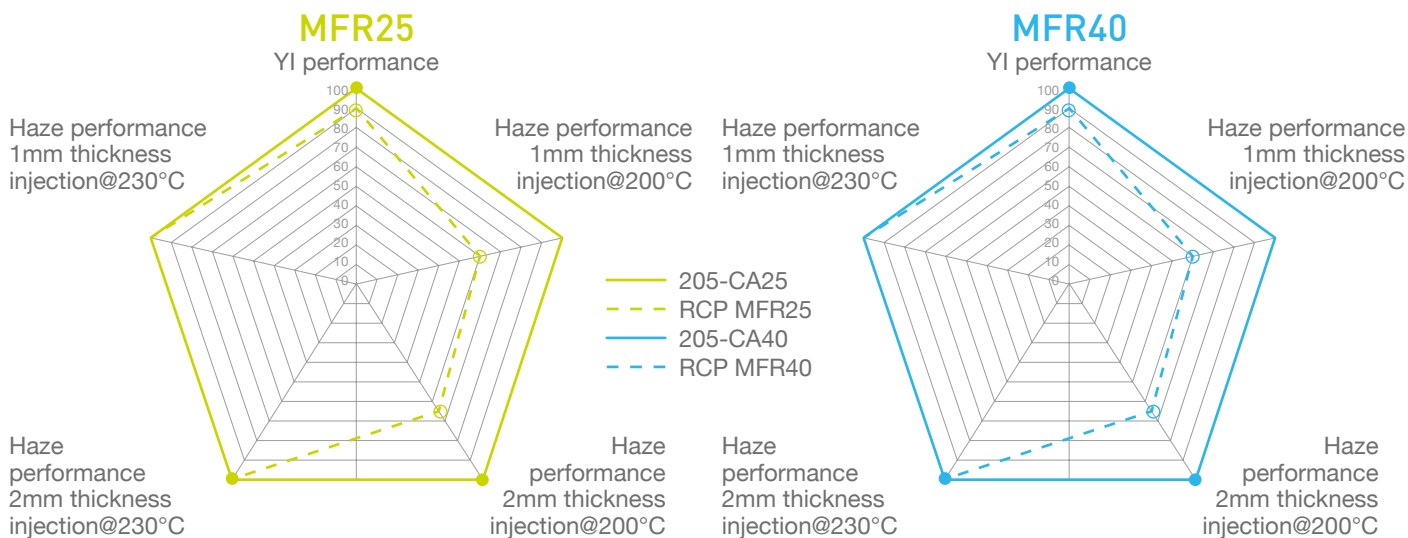 MFR25
YI performance
100
90
80
70
60
50
40
30
20
10
0
Haze performance
1mm thickness
injection@230°C
Haze performance
1mm thickness
injection@200°C
Haze
performance
2mm thickness
injection@230°C
Haze
performance
2mm thickness
injection@200°C
205-CA25
RCP MFR25
205-CA40
RCP MFR40
MFR40
YI performance
100
90
80
70
60
50
40
30
20
10
0
Haze performance
1mm thickness
injection@230°C
Haze performance
1mm thickness
injection@200°C
Haze
performance
2mm thickness
injection@230°C
Haze
performance
2mm thickness
injection@200°C